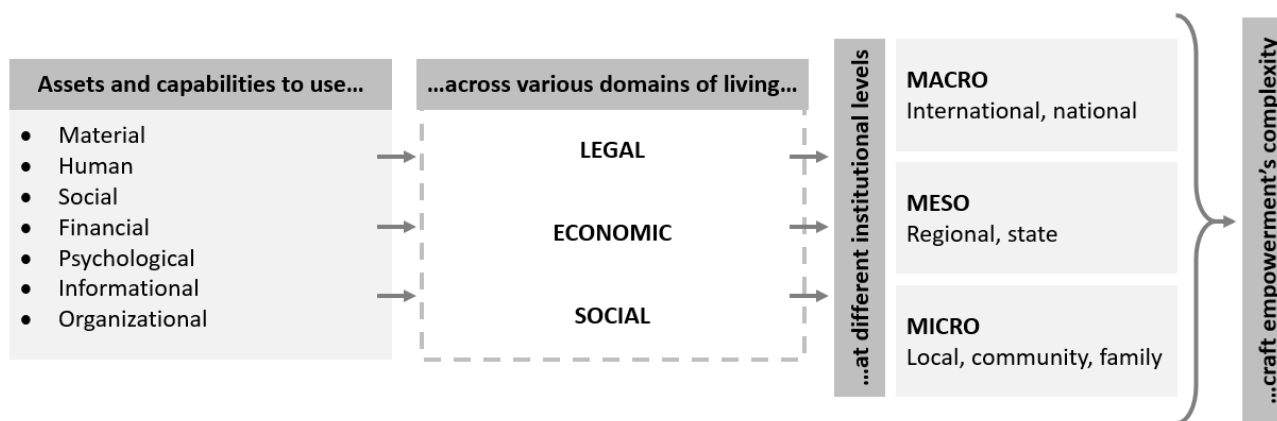 Assets and capabilities to use…
• Material
• Human
• Social
• Financial
• Psychological
• Informational
• Organizational
…across various domains of living…
LEGAL
ECONOMIC
SOCIAL
…at different institutional levels
MACRO
International, national
MESO
Regional, state
MICRO
Local, community, family
…craft empowerment's complexity